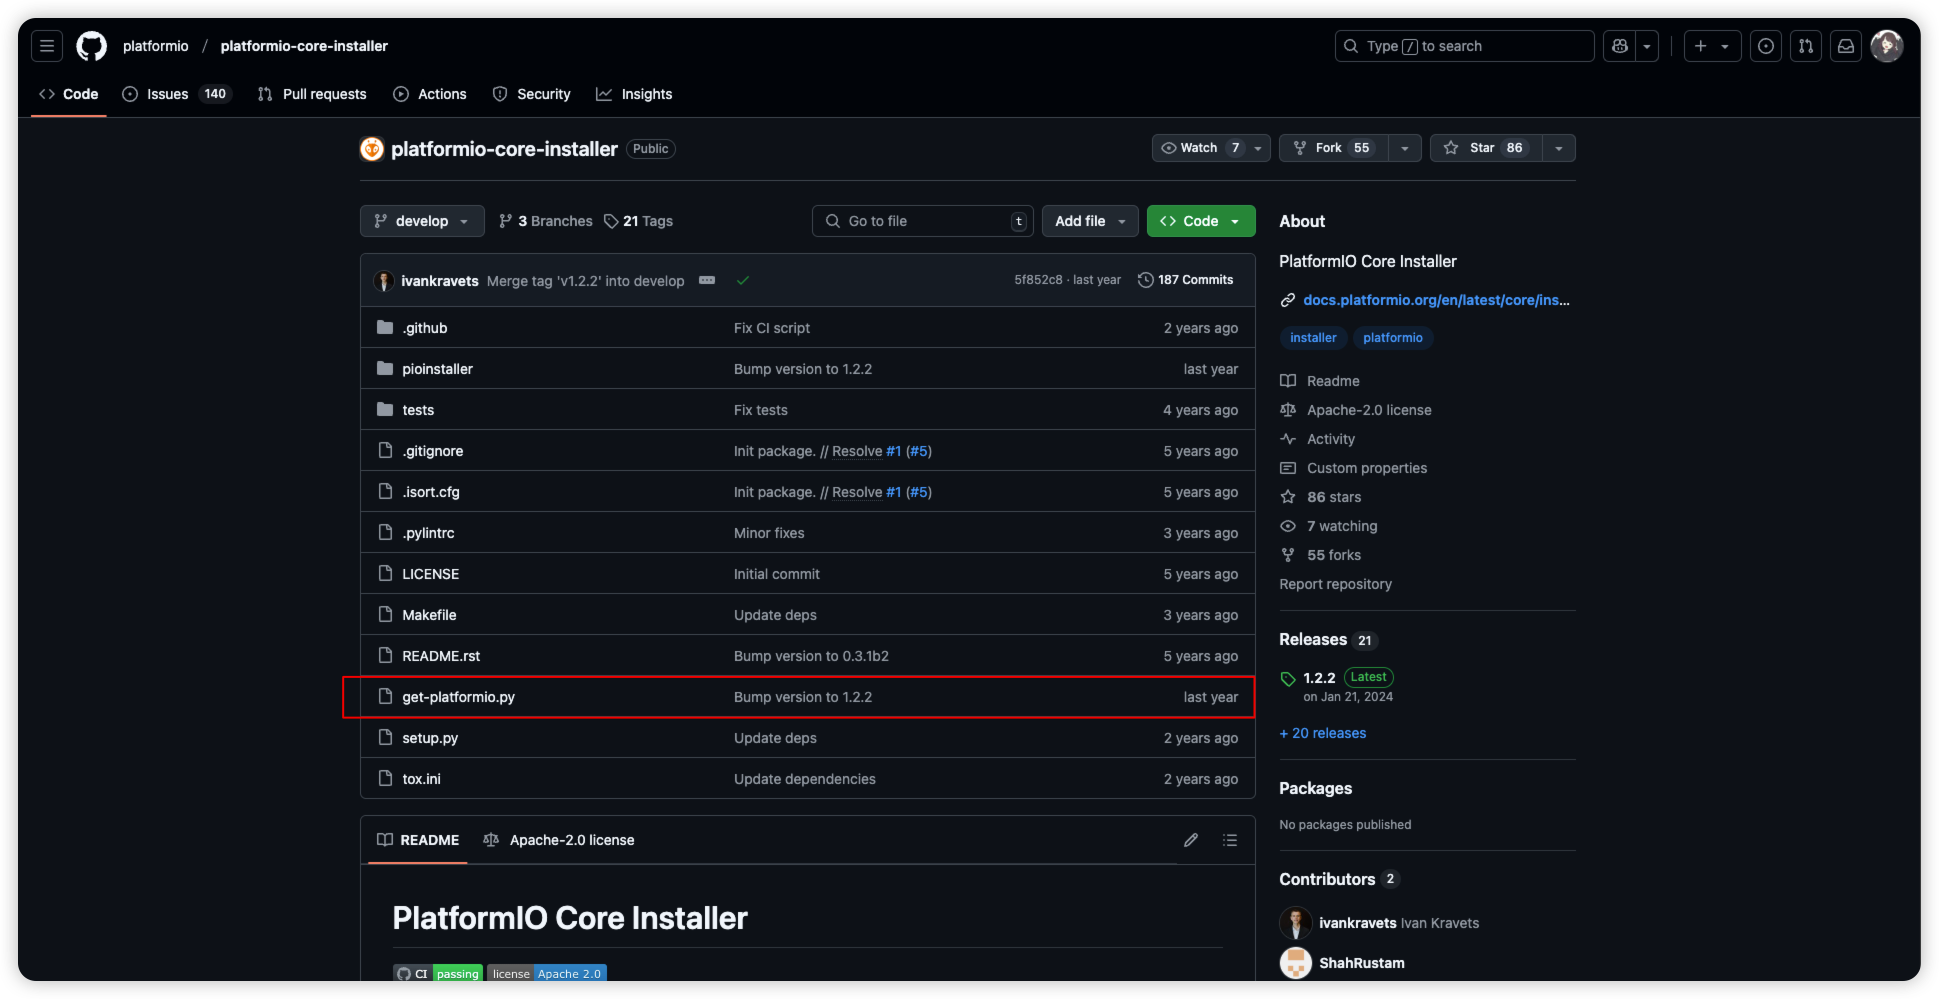 platformio / platformio-core-installer
Type / to search
Code
Issues 140
Pull requests
Actions
Security
Insights
platformio-core-installer Public
Watch 7
Fork 55
Star 86
develop
3 Branches
21 Tags
Go to file t
Add file
Code
ivankravets Merge tag 'v1.2.2' into develop
5f852c8 · last year
187 Commits
.github Fix CI script 2 years ago
pioinstaller Bump version to 1.2.2 last year
tests Fix tests 4 years ago
.gitignore Init package. // Resolve #1 (#5) 5 years ago
.isort.cfg Init package. // Resolve #1 (#5) 5 years ago
.pylintrc Minor fixes 3 years ago
LICENSE Initial commit 5 years ago
Makefile Update deps 3 years ago
README.rst Bump version to 0.3.1b2 5 years ago
get-platformio.py Bump version to 1.2.2 last year
setup.py Update deps 2 years ago
tox.ini Update dependencies 2 years ago
README
Apache-2.0 license
PlatformIO Core Installer
CI passing
license Apache 2.0
About
PlatformIO Core Installer
docs.platformio.org/en/latest/core/ins...
installer platformio
Readme
Apache-2.0 license
Activity
Custom properties
86 stars
7 watching
55 forks
Report repository
Releases 21
1.2.2 Latest
on Jan 21, 2024
+ 20 releases
Packages
No packages published
Contributors 2
ivankravets Ivan Kravets
ShahRustam